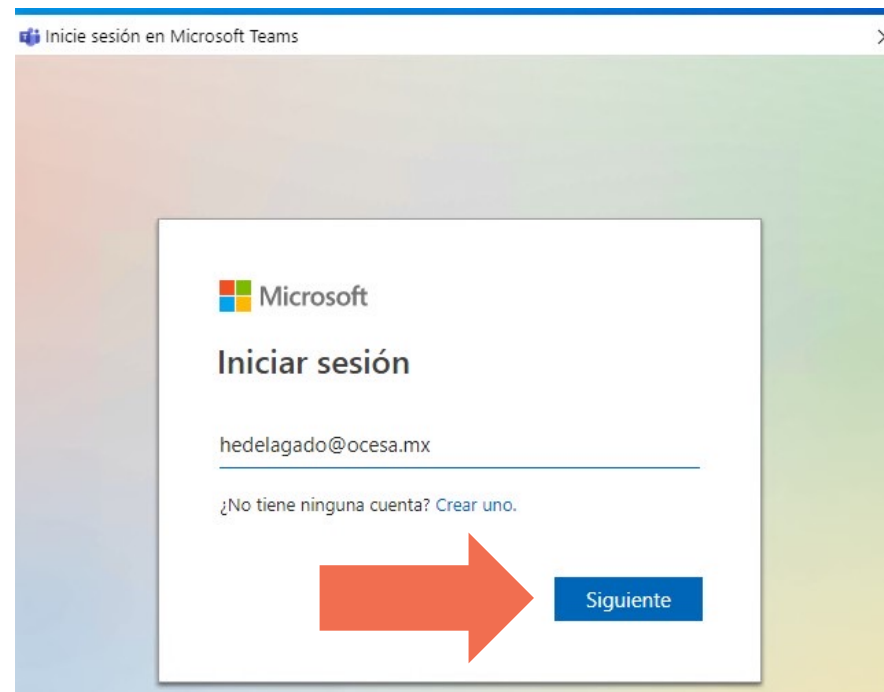 Inicie sesión en Microsoft Teams
Microsoft
Iniciar sesión
hedelagado@ocesa.mx
¿No tiene ninguna cuenta? Crear uno.
Siguiente